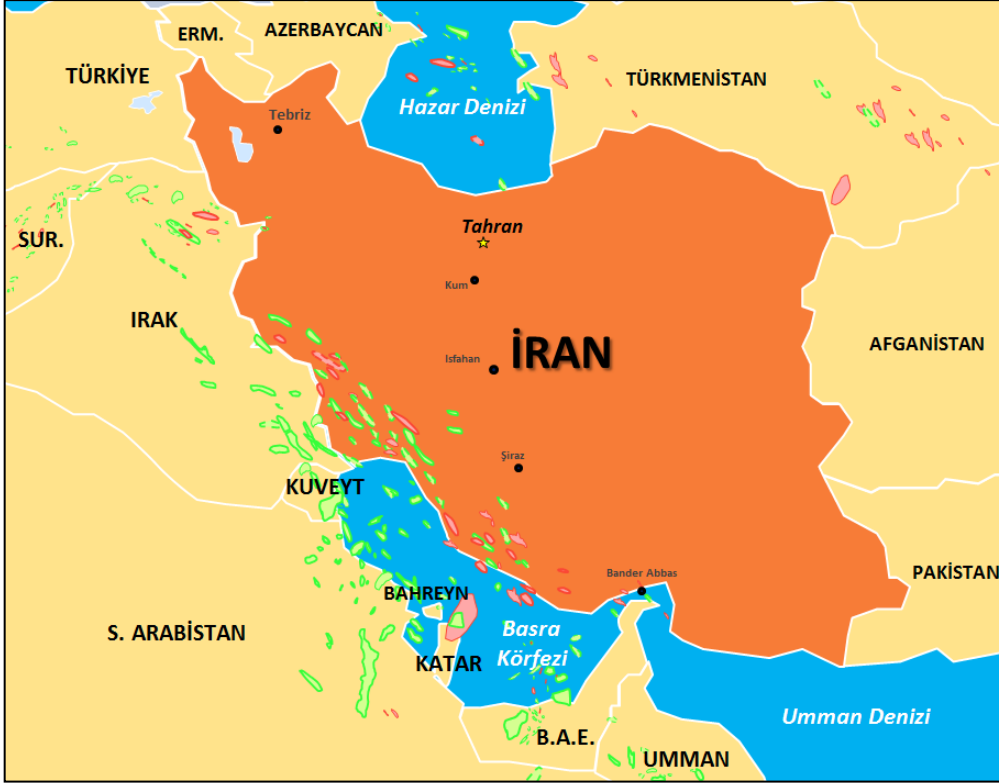 ERM.
AZERBAYCAN
TÜRKİYE
TÜRKMENİSTAN
Hazar Denizi
Tebriz
Tahran
SUR.
Kum
IRAK
İRAN
AFGANİSTAN
Isfahan
Şiraz
KUVEYT
Bander Abbas
PAKİSTAN
BAHREYN
S. ARABİSTAN
Basra
Körfezi
KATAR
Umman Denizi
B.A.E.
UMMAN